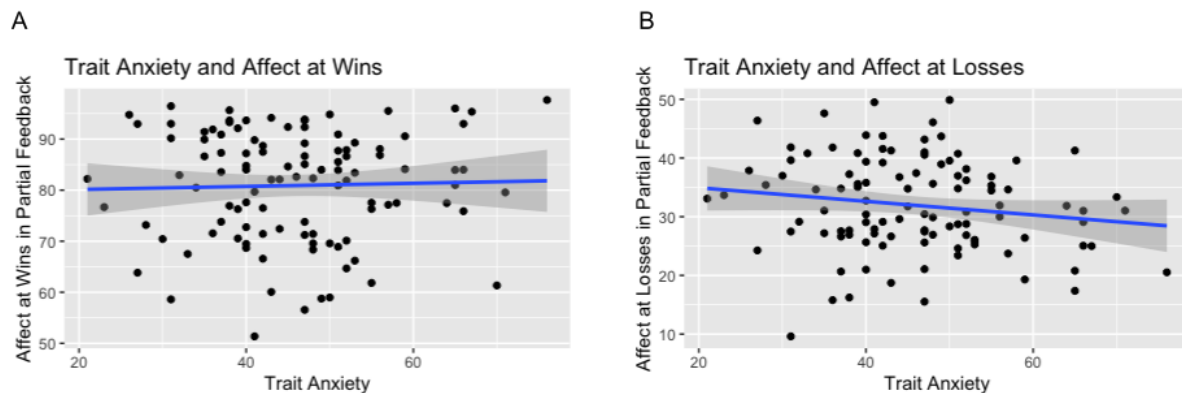 A
Trait Anxiety and Affect at Wins
Affect at Wins in Partial Feedback
90
80
70
60
50
20
40
60
Trait Anxiety
B
Trait Anxiety and Affect at Losses
Affect at Losses in Partial Feedback
50
40
30
20
10
20
40
60
Trait Anxiety